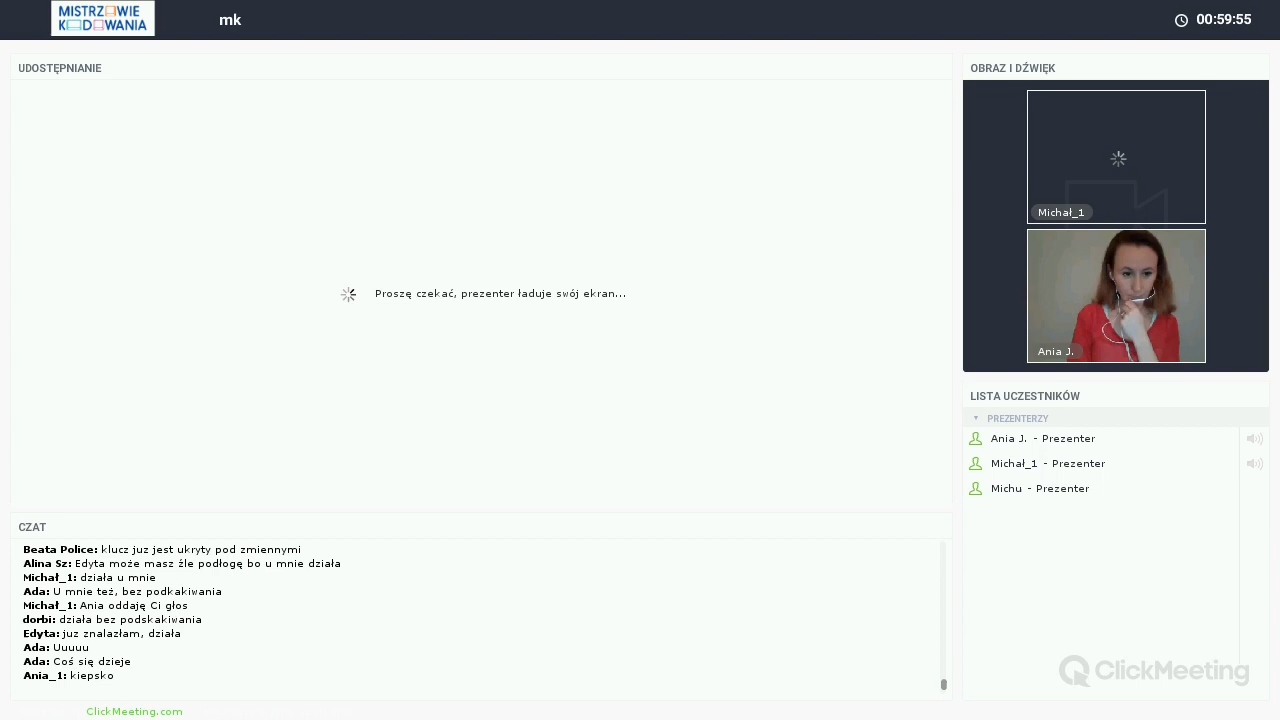 MISTRZOWIE
KODOWANIA
mk
00:59:55
UDOSTĘPNIANIE
Proszę czekać, prezenter ładuje swój ekran...
OBRAZ I DŹWIĘK
Michał_1
Ania J.
LISTA UCZESTNIKÓW
PREZENTERZY
Ania J. - Prezenter
Michał_1 - Prezenter
Michu - Prezenter
CZAT
Beata Police: klucz juz jest ukryty pod zmiennymi
Alina Sz: Edyta może masz źle podłogę bo u mnie działa
Michał_1: działa u mnie
Ada: U mnie też, bez podkakiwania
Michał_1: Ania oddaję Ci głos
dorbi: działa bez podskakiwania
Edyta: juz znalazłam, działa
Ada: Uuuuu
Ada: Coś się dzieje
Ania_1: kiepsko
ClickMeeting
ClickMeeting.com